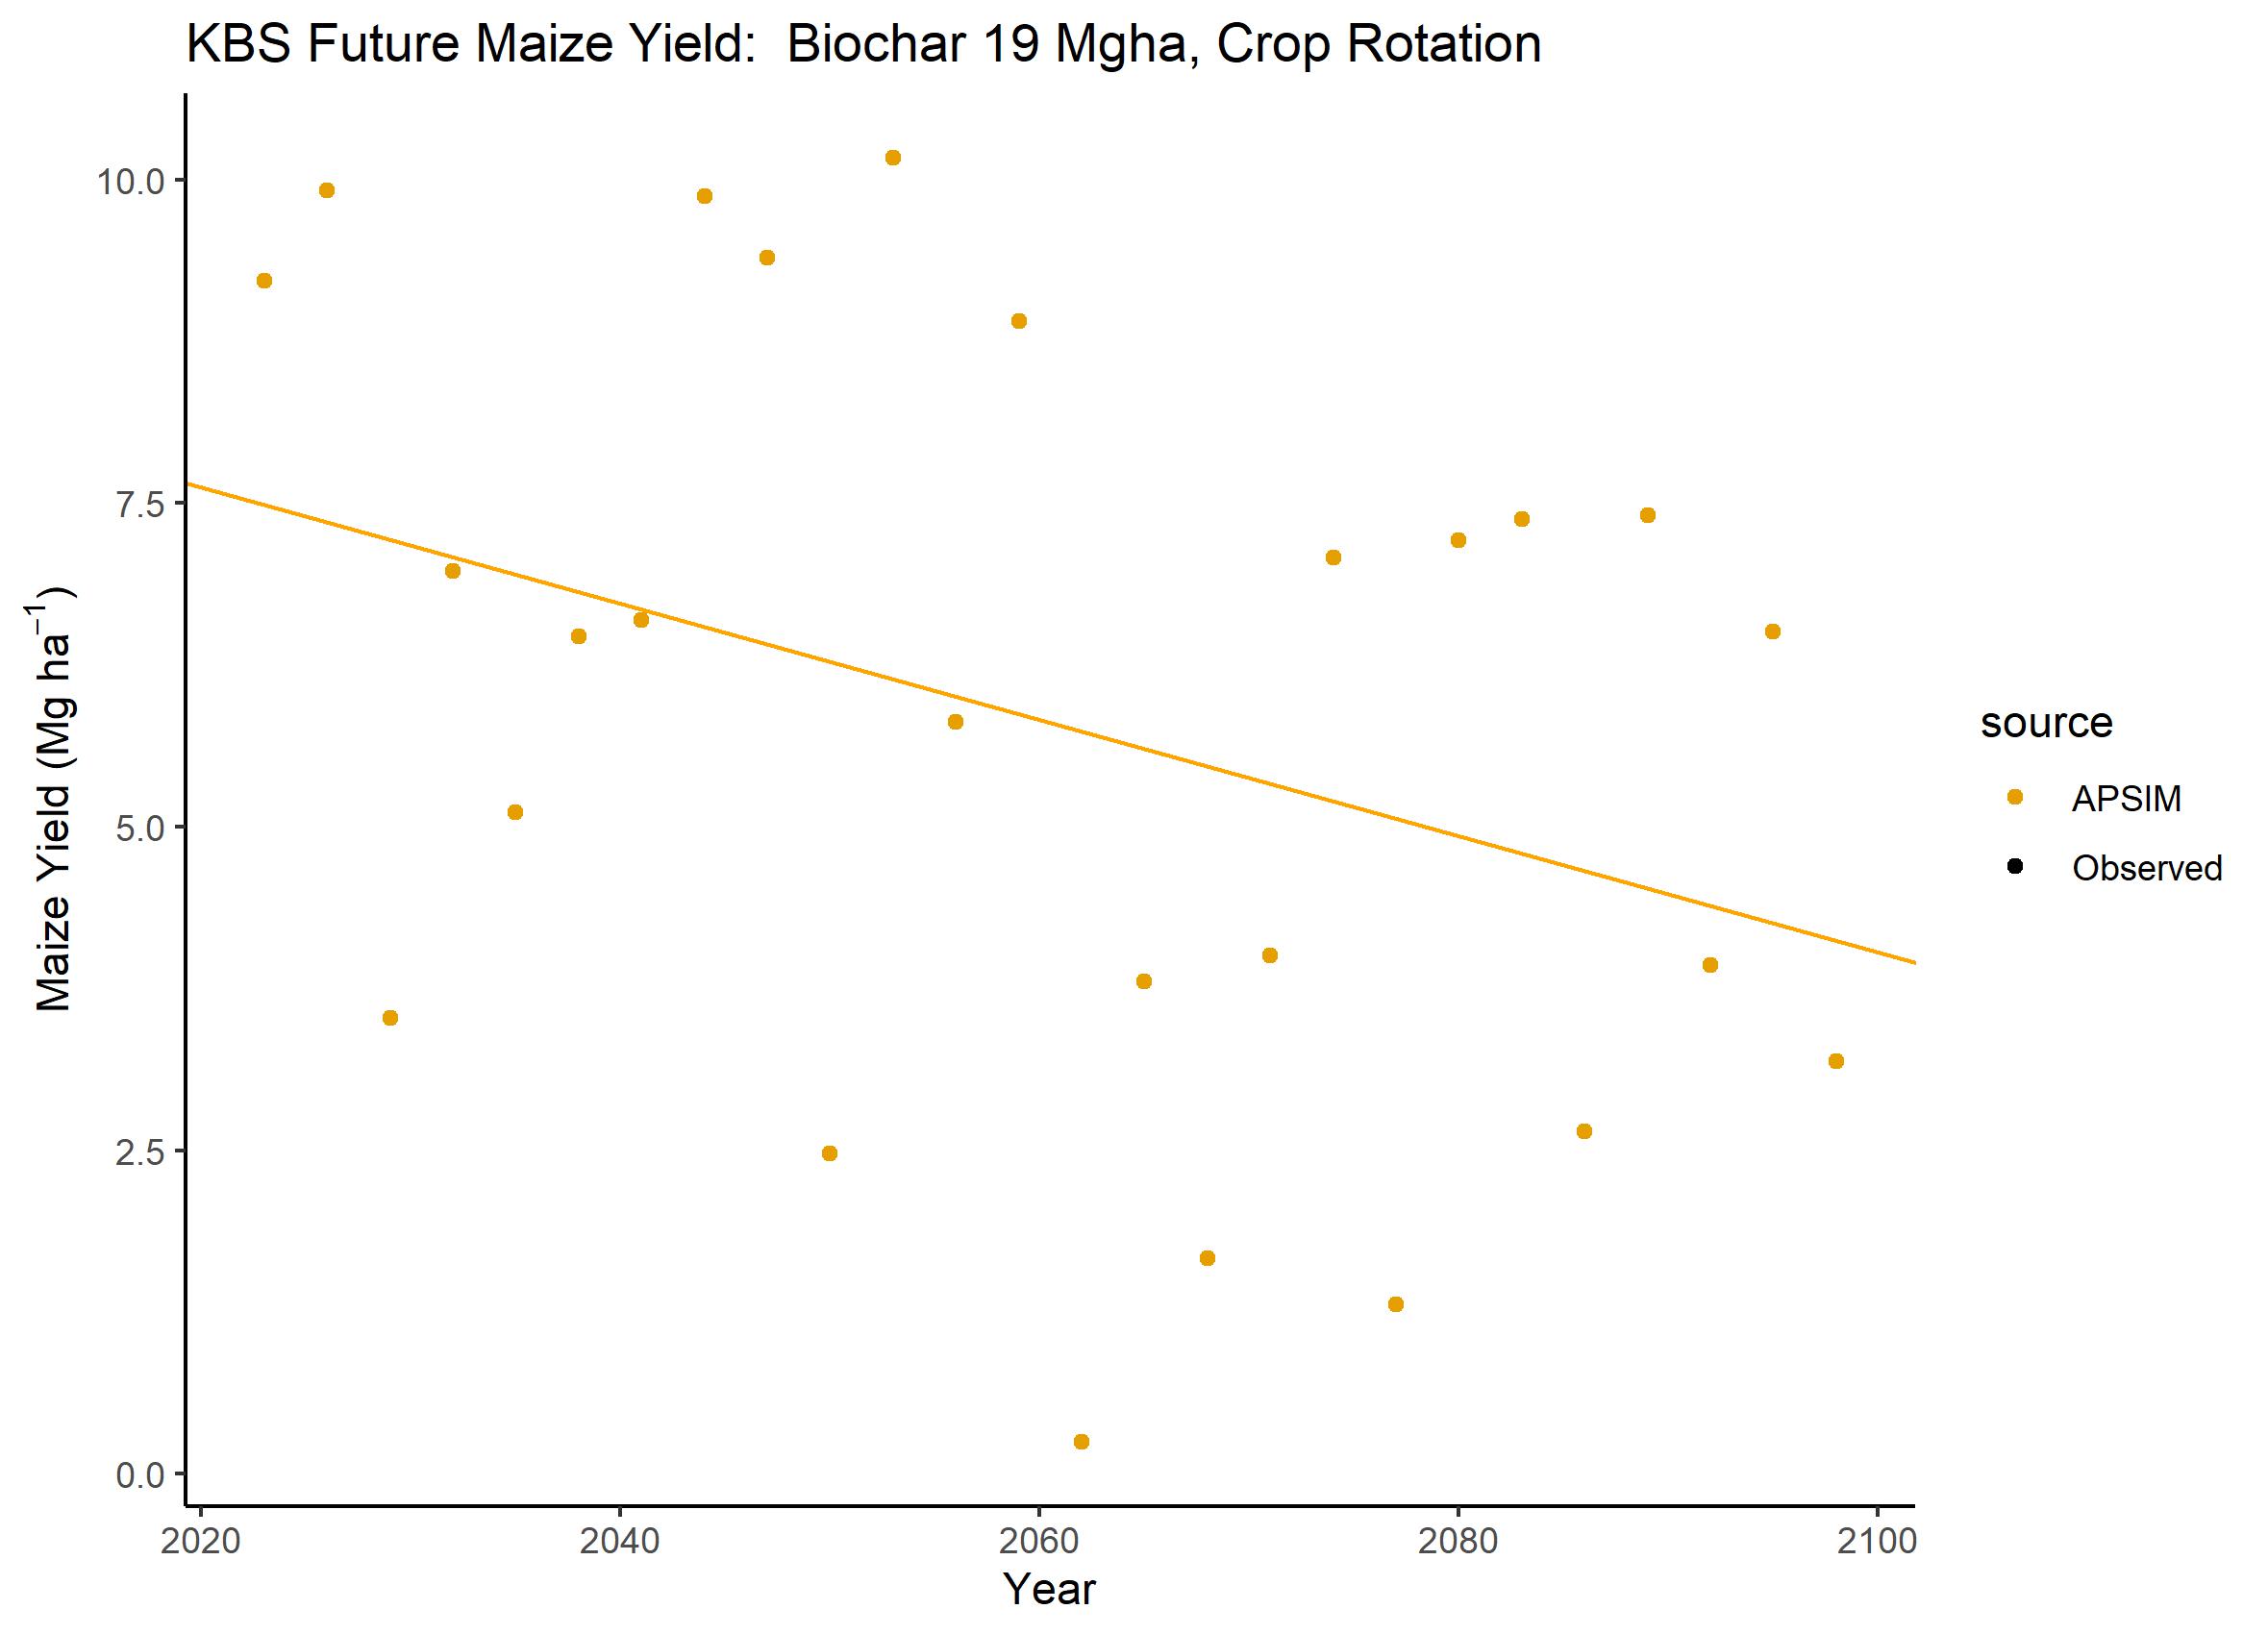 KBS Future Maize Yield:  Biochar 19 Mgha, Crop Rotation
Maize Yield (Mg ha⁻¹)
10.0
7.5
5.0
2.5
0.0
2020 2040 2060 2080 2100
Year
source
APSIM
Observed